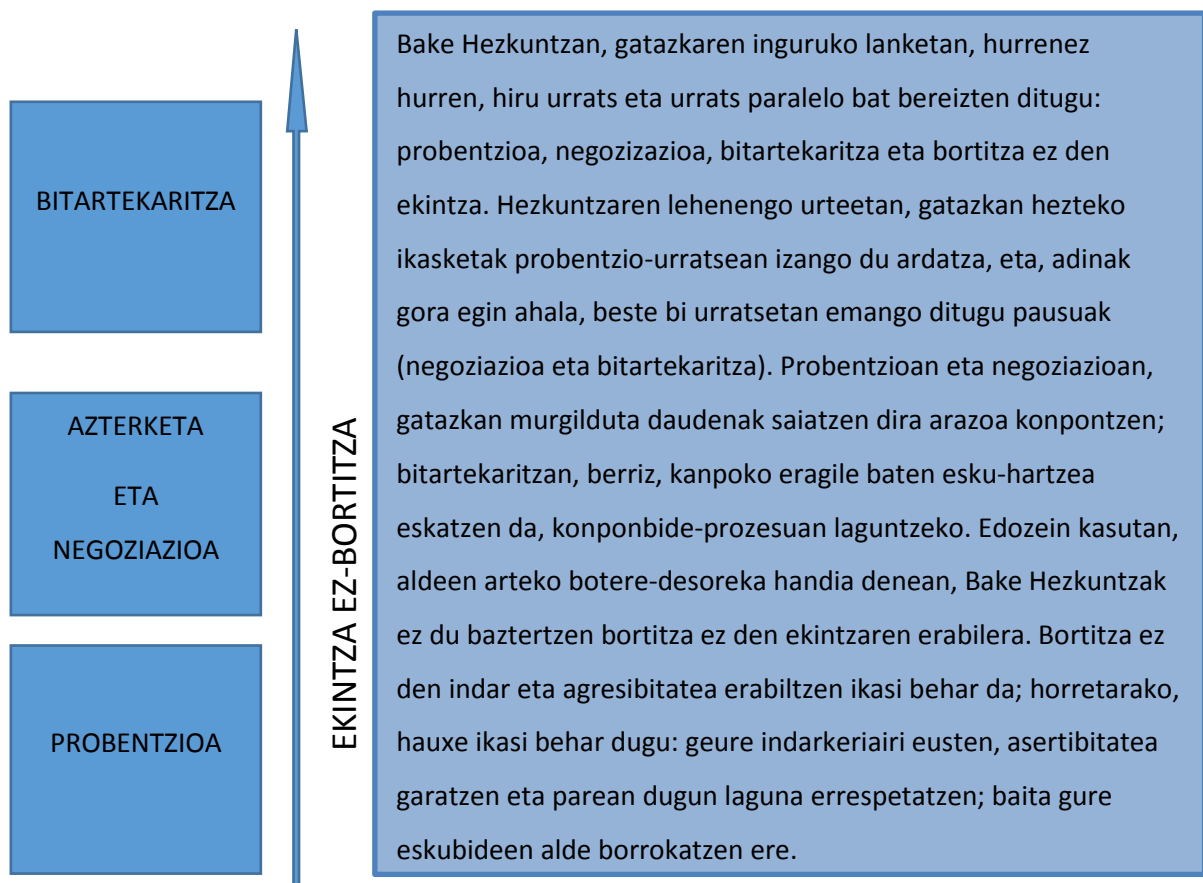 BITARTEKARITZA
AZTERKETA
ETA
NEGOZIAZIOA
PROBENTZIOA
EKINTZA EZ-BORTITZA
Bake Hezkuntzan, gatazkaren inguruko lanketan, hurrenez
hurren, hiru urrats eta urrats paralelo bat bereizten ditugu:
probentzioa, negozizazioa, bitartekaritza eta bortitza ez den
ekintza. Hezkuntzaren lehenengo urteetan, gatazkan hezteko
ikasketak probentzio-urratsean izango du ardatza, eta, adinak
gora egin ahala, beste bi urratsetan emango ditugu pausuak
(negoziazioa eta bitartekaritza). Probentzioan eta negoziazioan,
gatazkan murgilduta daudenak saiatzen dira arazoa konpontzen;
bitartekaritzan, berriz, kanpoko eragile baten esku-hartzea
eskatzen da, konponbide-prozesuan laguntzeko. Edozein kasutan,
aldeen arteko botere-desoreka handia denean, Bake Hezkuntzak
ez du baztertzen bortitza ez den ekintzaren erabilera. Bortitza ez
den indar eta agresibitatea erabiltzen ikasi behar da; horretarako,
hauxe ikasi behar dugu: geure indarkeriairi eusten, asertibitatea
garatzen eta parean dugun laguna errespetatzen; baita gure
eskubideen alde borrokatzen ere.